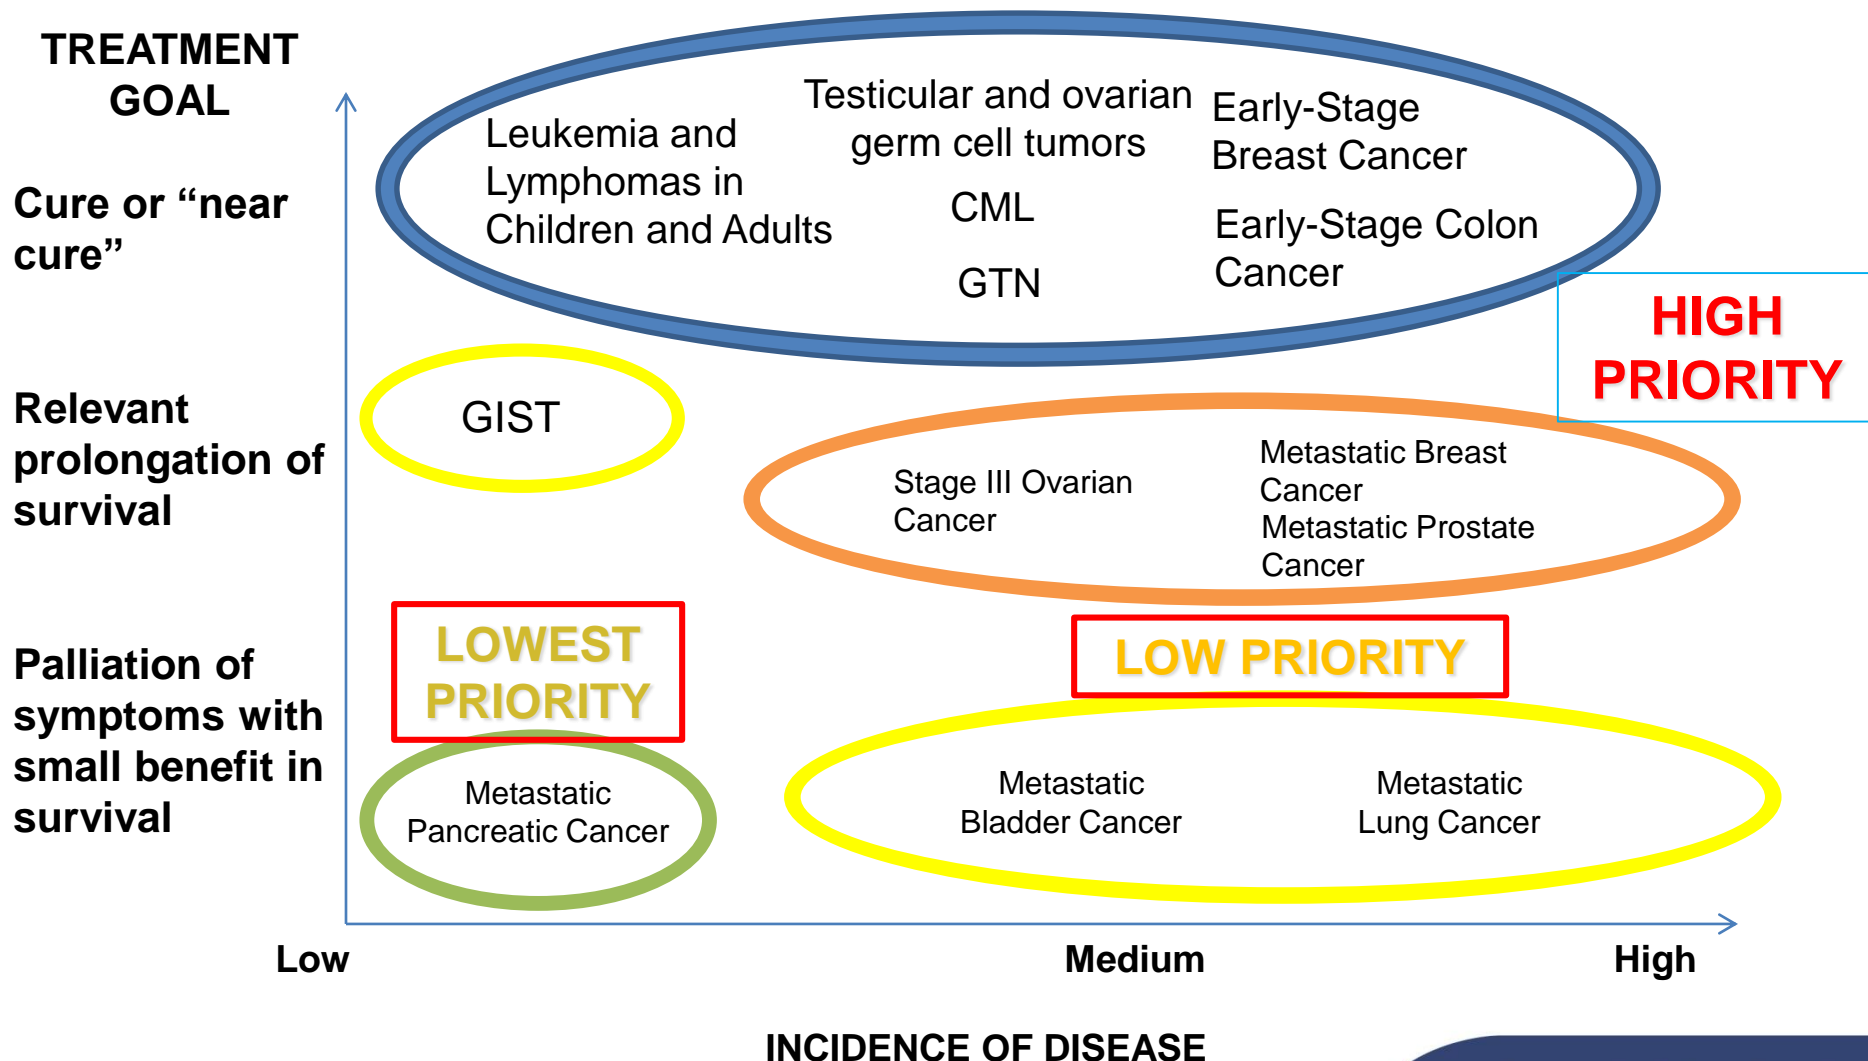 TREATMENT
GOAL
Cure or “near
cure”
Relevant
prolongation of
survival
Palliation of
symptoms with
small benefit in
survival
Leukemia and
Lymphomas in
Children and Adults
Testicular and ovarian
germ cell tumors
CML
GTN
Early-Stage
Breast Cancer
Early-Stage Colon
Cancer
HIGH
PRIORITY
GIST
Stage III Ovarian
Cancer
Metastatic Breast
Cancer
Metastatic Prostate
Cancer
LOWEST
PRIORITY
LOW PRIORITY
Metastatic
Pancreatic Cancer
Metastatic
Bladder Cancer
Metastatic
Lung Cancer
Low
Medium
High
INCIDENCE OF DISEASE